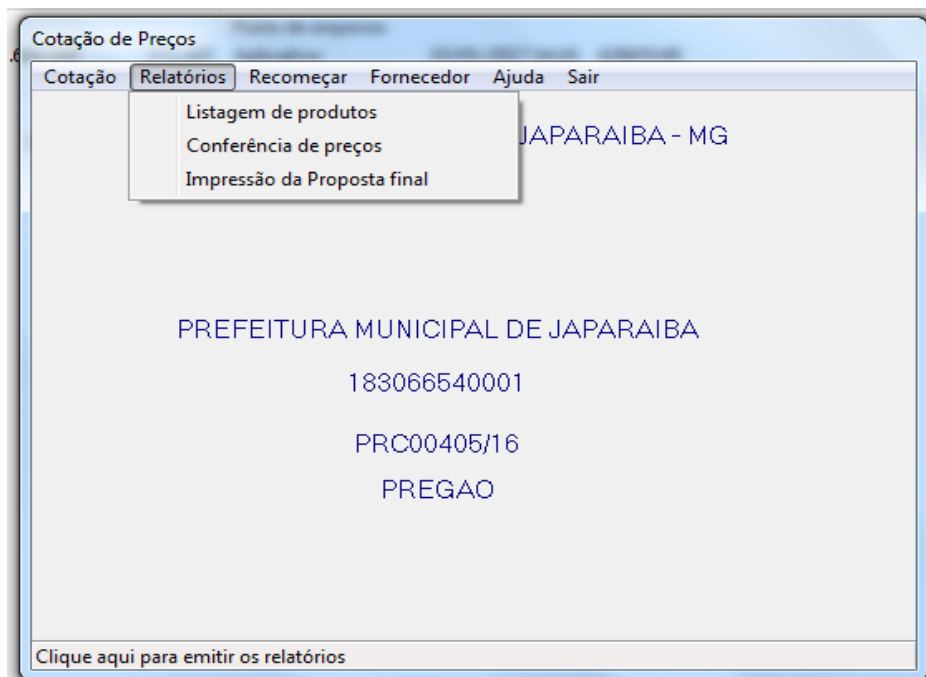 Cotação de Preços
Cotação Relatórios Recomeçar Fornecedor Ajuda Sair
Listagem de produtos
JAPARAIBA - MG
Conferência de preços
Impressão da Proposta final
PREFEITURA MUNICIPAL DE JAPARAIBA
183066540001
PRC00405/16
PREGAO
Clique aqui para emitir os relatórios